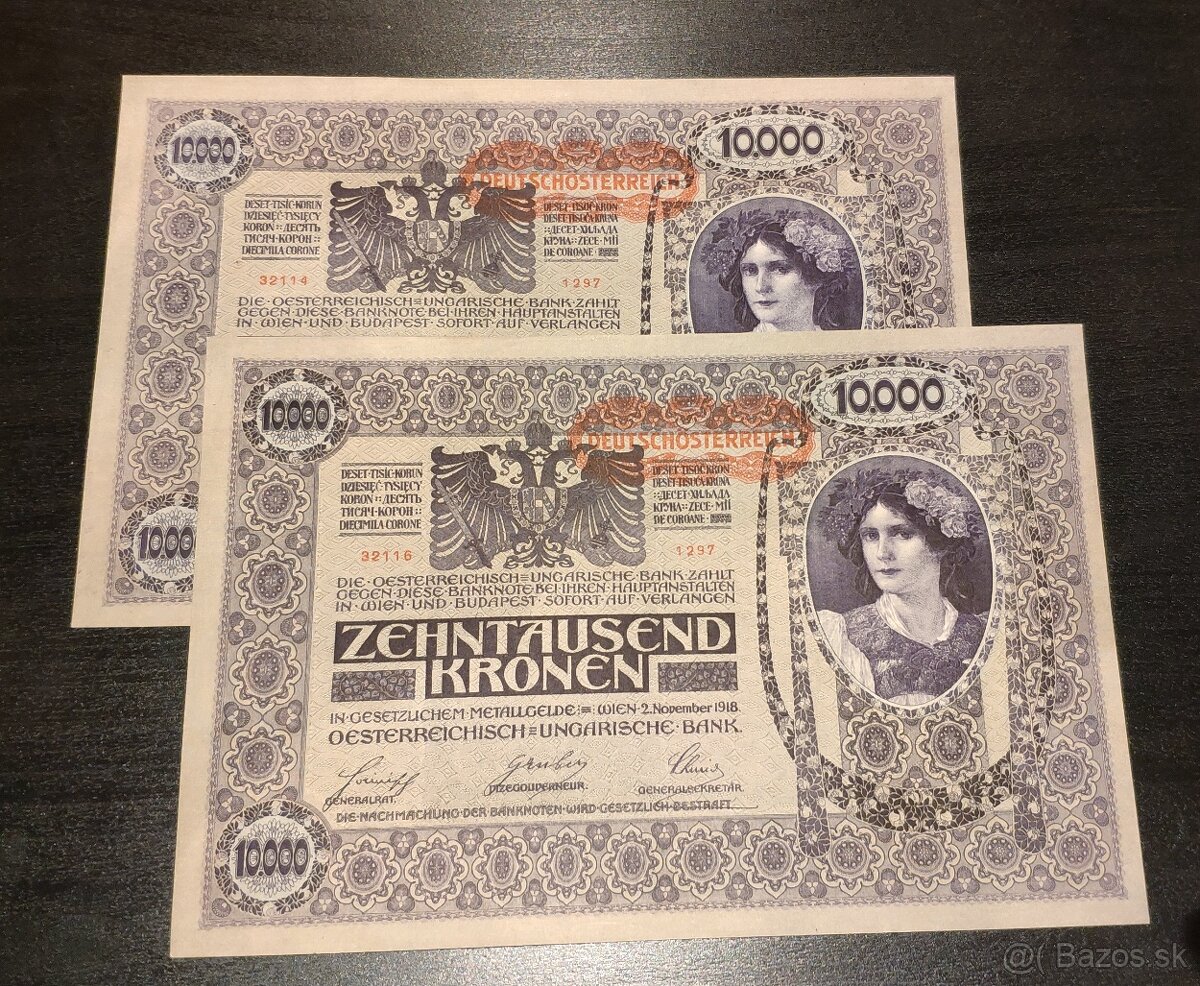 10.000
10.000
DEUTSCHÖSTERREICH
DESET·TISÍC·KORUN
DZIESIĘĆ·TYSIĘCY
KORON::ДЕСЯТЬ
ТИСЯЧ·КОРОН::
DIECIMILA CORONE
DESET·TISOČ·KRON
DESET·TISUĆA·KRUNA
::ДЕСЕТ·ХИЉАДА
КРУНА::ZECE·MII
DE COROANE
32114
1297
DIE·OESTERREICHISCH=UNGARISCHE·BANK·ZAHLT
GEGEN·DIESE·BANKNOTE·BEI·IHREN·HAUPTANSTALTEN
IN·WIEN·UND·BUDAPEST·SOFORT·AUF·VERLANGEN
10.000
10.000
DEUTSCHÖSTERREICH
DESET·TISÍC·KORUN
DZIESIĘĆ·TYSIĘCY
KORON::ДЕСЯТЬ
ТИСЯЧ·КОРОН::
DIECIMILA CORONE
DESET·TISOČ·KRON
DESET·TISUĆA·KRUNA
::ДЕСЕТ·ХИЉАДА
КРУНА::ZECE·MII
DE COROANE
32116
1297
DIE·OESTERREICHISCH=UNGARISCHE·BANK·ZAHLT
GEGEN·DIESE·BANKNOTE·BEI·IHREN·HAUPTANSTALTEN
IN·WIEN·UND·BUDAPEST·SOFORT·AUF·VERLANGEN
ZEHNTAUSEND
KRONEN
IN·GESETZLICHEM·METALLGELDE·=·WIEN·2.November 1918.
OESTERREICHISCH=UNGARISCHE·BANK.
GENERALRAT.
VIZEGOUVERNEUR.
GENERALSEKRETÄR.
DIE·NACHMACHUNG·DER·BANKNOTEN·WIRD·GESETZLICH·BESTRAFT.
10.000
@( Bazos.sk